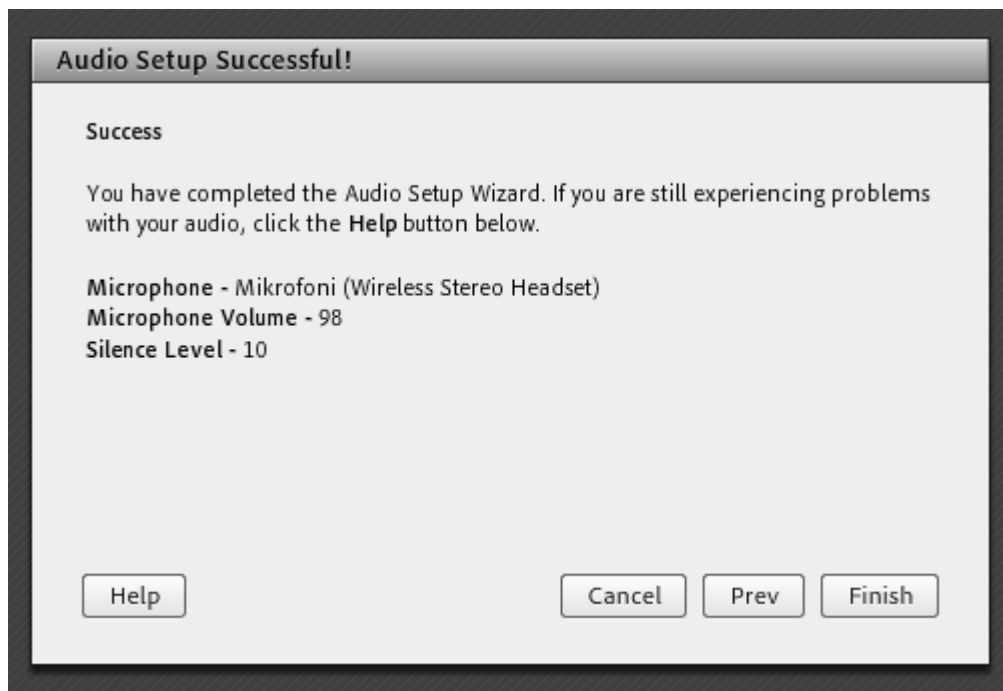 Audio Setup Successful!
Success
You have completed the Audio Setup Wizard. If you are still experiencing problems
with your audio, click the Help button below.
Microphone - Mikrofoni (Wireless Stereo Headset)
Microphone Volume - 98
Silence Level - 10
Help Cancel Prev Finish